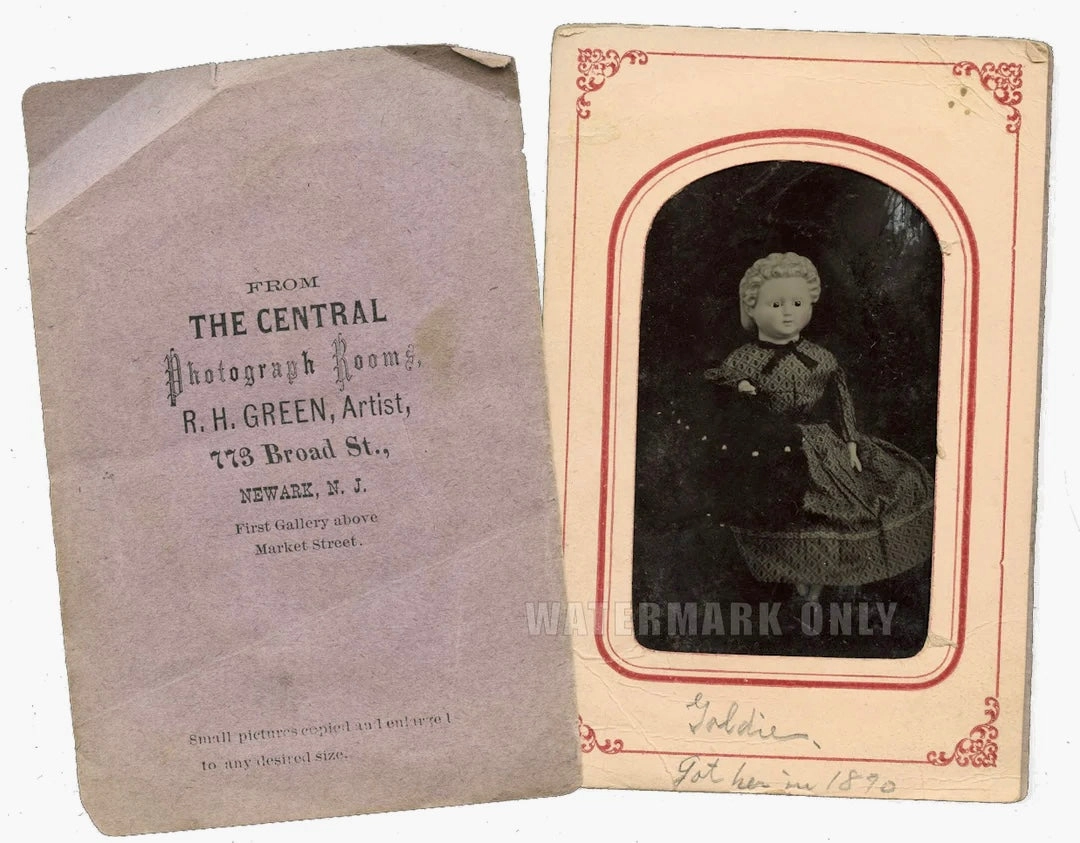 FROM
THE CENTRAL
Photograph Rooms,
R. H. GREEN, Artist,
773 Broad St.,
NEWARK, N. J.
First Gallery above
Market Street.
Small pictures copied and enlarged
to any desired size.
WATERMARK ONLY
Goldie.
Got her in 1890